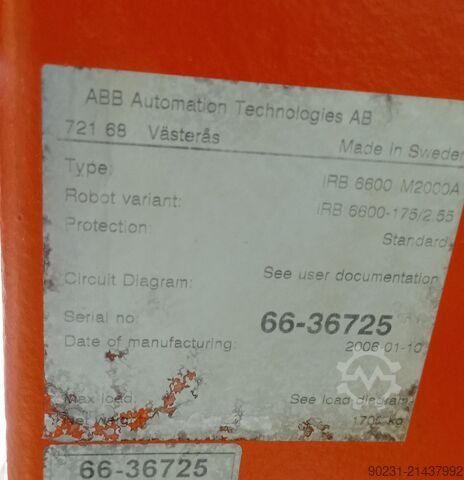 ABB Automation Technologies AB
721 68 Västerås Made in Sweden
Type: IRB 6600 M2000A
Robot variant: IRB 6600-175/2.55
Protection: Standard
Circuit Diagram: See user documentation
Serial no: 66-36725
Date of manufacturing: 2006-01-10
Max load: See load diagram
Net weight: kg
66-36725
90231-21437992